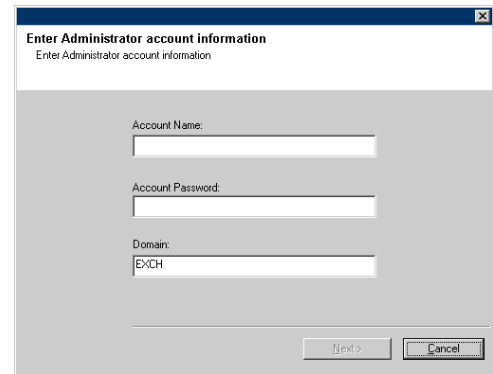 Enter Administrator account information
Enter Administrator account information
Account Name:
Account Password:
Domain:
EXCH
Next >
Cancel